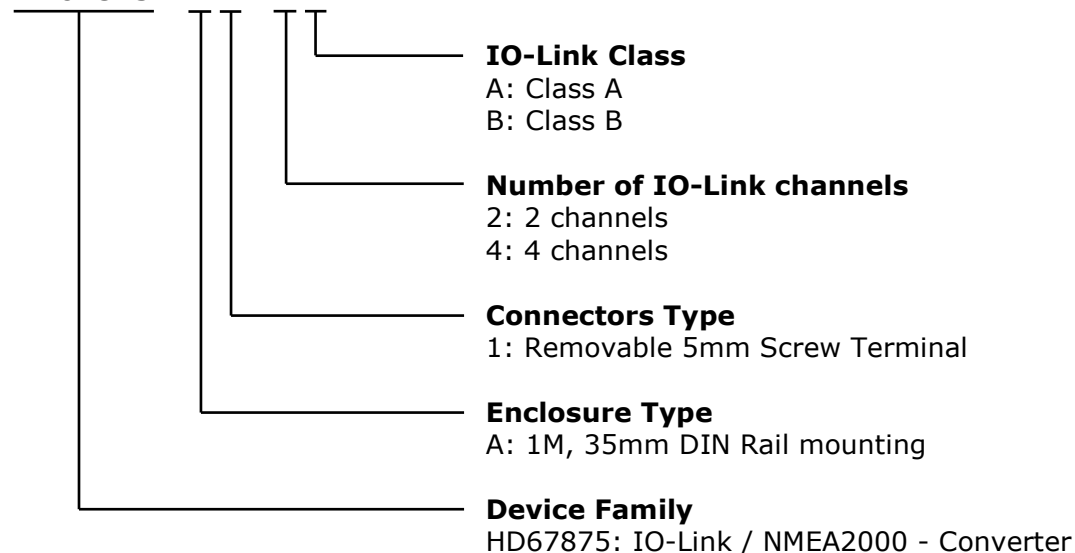 IO-Link Class
A: Class A
B: Class B
Number of IO-Link channels
2: 2 channels
4: 4 channels
Connectors Type
1: Removable 5mm Screw Terminal
Enclosure Type
A: 1M, 35mm DIN Rail mounting
Device Family
HD67875: IO-Link / NMEA2000 - Converter